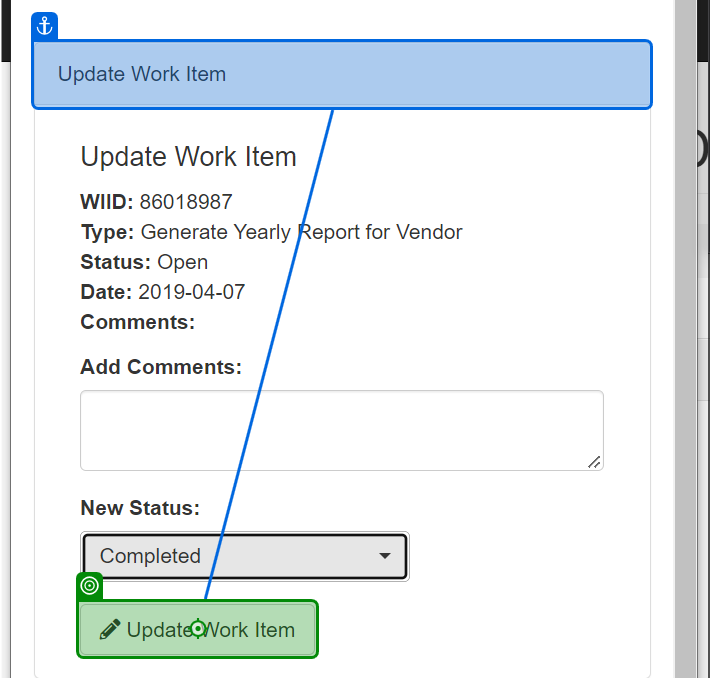 Update Work Item
Update Work Item
WIID: 86018987
Type: Generate Yearly Report for Vendor
Status: Open
Date: 2019-04-07
Comments:
Add Comments:
New Status:
Completed
Update Work Item